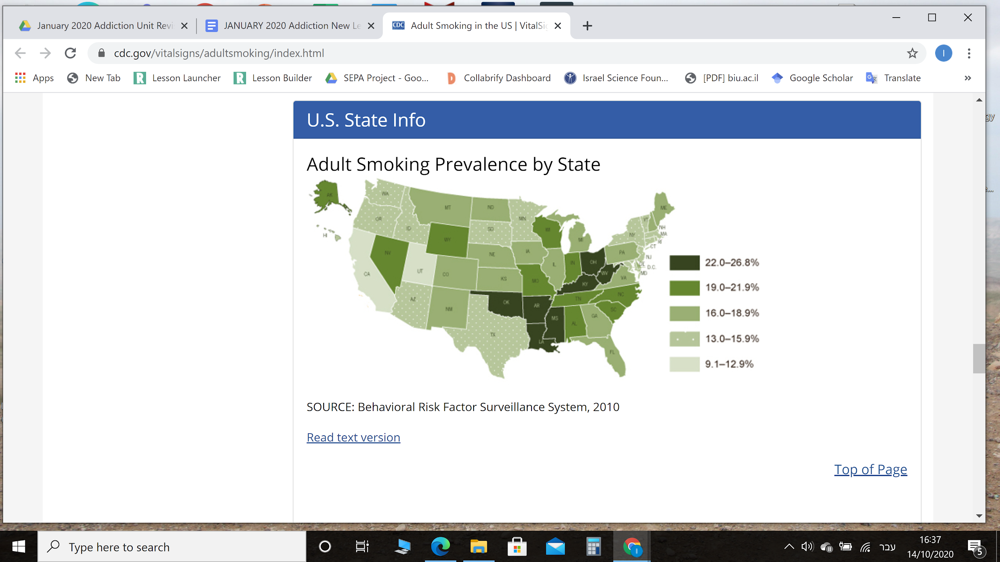 January 2020 Addiction Unit Revi
JANUARY 2020 Addiction New Le
CDC Adult Smoking in the US | VitalSig
cdc.gov/vitalsigns/adultsmoking/index.html
I
Apps New Tab Lesson Launcher Lesson Builder SEPA Project - Goo... Collabrify Dashboard Israel Science Foun... [PDF] biu.ac.il Google Scholar Translate »
gy
e...
U.S. State Info
Adult Smoking Prevalence by State
AK WA MT ND ME
OR ID MN VT
HI WY SD WI NY NH
MA
MI RI
CT
NV NE IA PA
NJ
UT CO IL IN OH DE D.C.
CA KS MO WV VA MD
KY
AZ NM OK AR TN NC
SC
TX MS AL GA
LA FL
22.0–26.8%
19.0–21.9%
16.0–18.9%
13.0–15.9%
9.1–12.9%
SOURCE: Behavioral Risk Factor Surveillance System, 2010
Read text version
Top of Page
Type here to search
עבר
16:37
14/10/2020
5